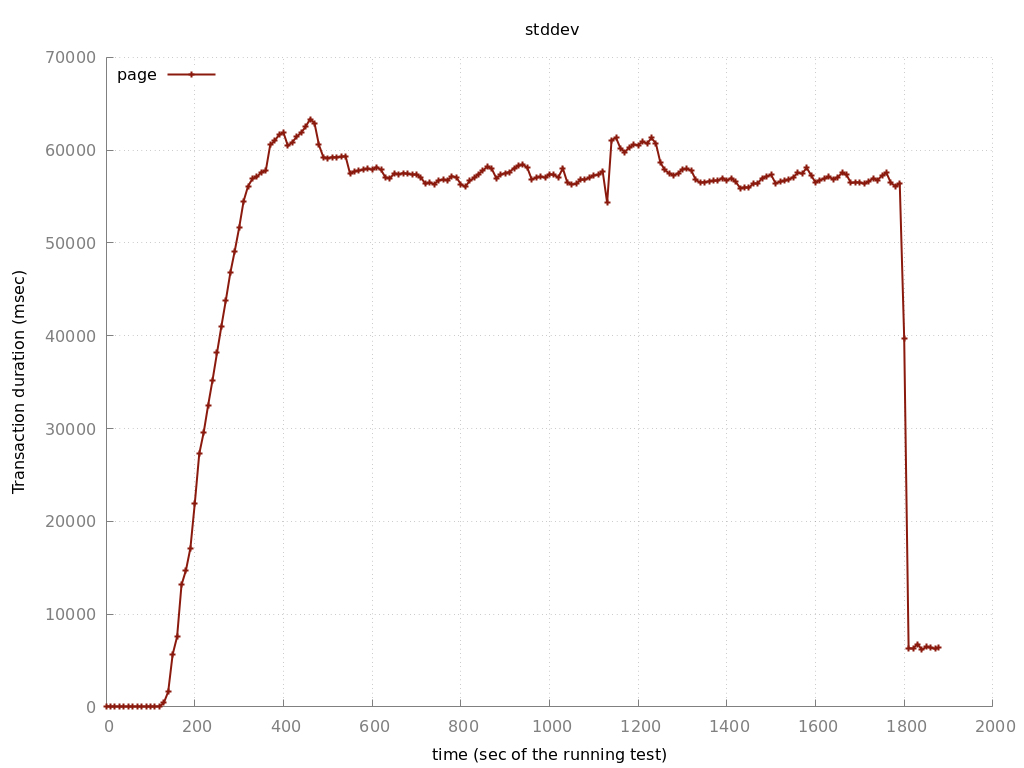 stddev
page
70000
60000
50000
40000
30000
20000
10000
0
Transaction duration (msec)
0 200 400 600 800 1000 1200 1400 1600 1800 2000
time (sec of the running test)